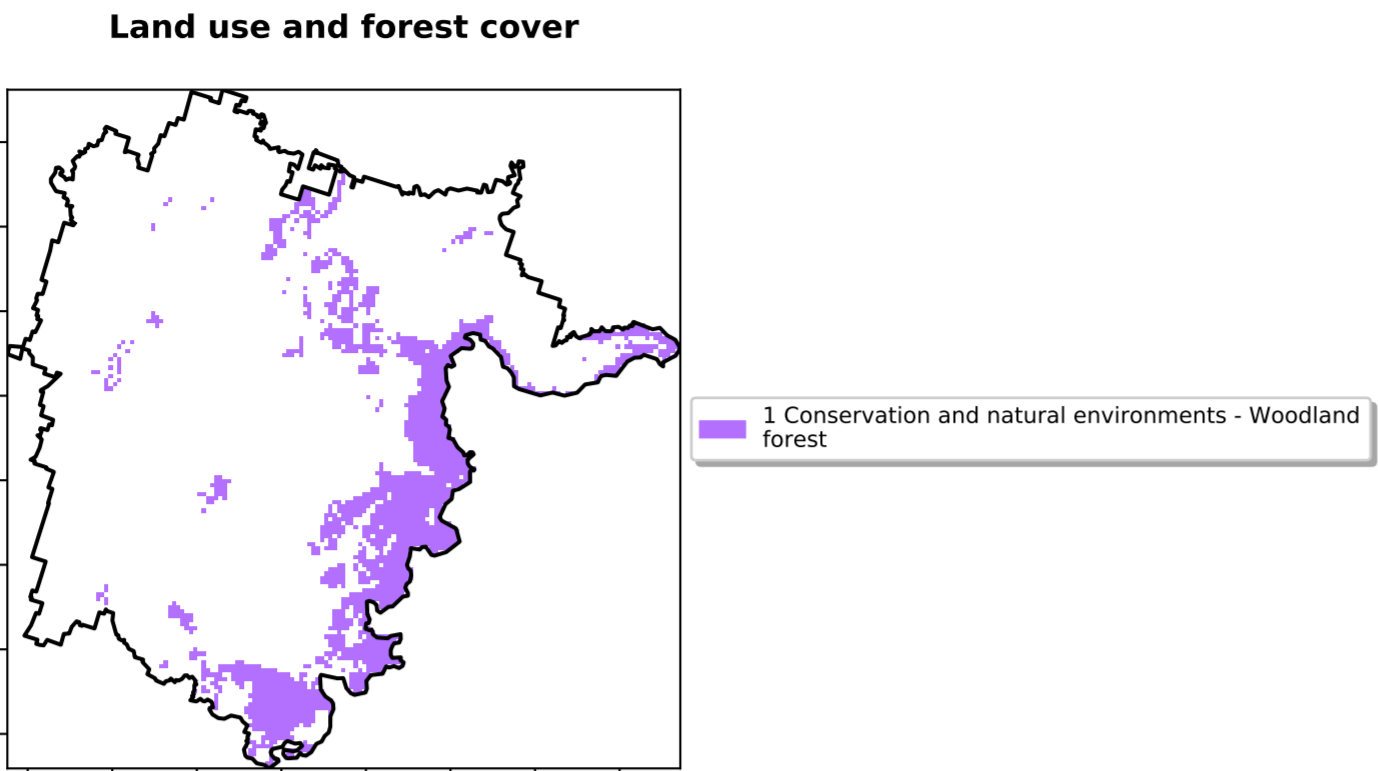 Land use and forest cover
1 Conservation and natural environments - Woodland
forest